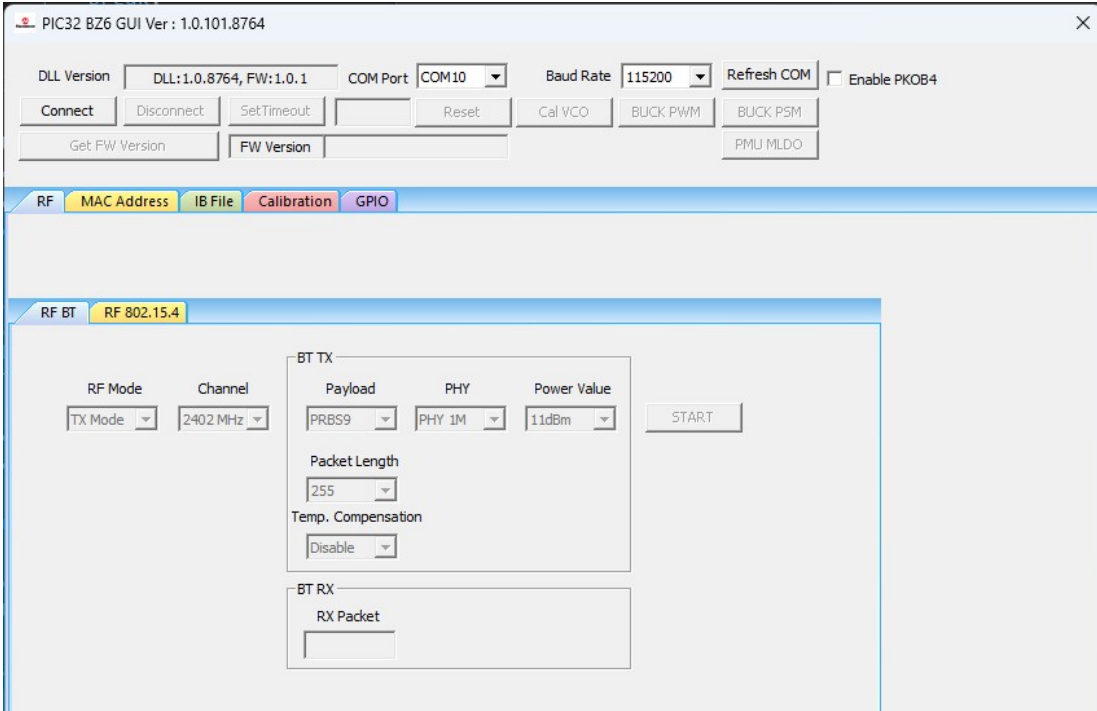 PIC32 BZ6 GUI Ver : 1.0.101.8764
DLL Version DLL:1.0.8764, FW:1.0.1 COM Port COM10 Baud Rate 115200 Refresh COM Enable PKOB4
Connect Disconnect SetTimeout Reset Cal VCO BUCK PWM BUCK PSM
Get FW Version FW Version PMU MLDO
RF MAC Address IB File Calibration GPIO
RF BT RF 802.15.4
BT TX
RF Mode Channel Payload PHY Power Value
TX Mode 2402 MHz PRBS9 PHY 1M 11dBm START
Packet Length
255
Temp. Compensation
Disable
BT RX
RX Packet